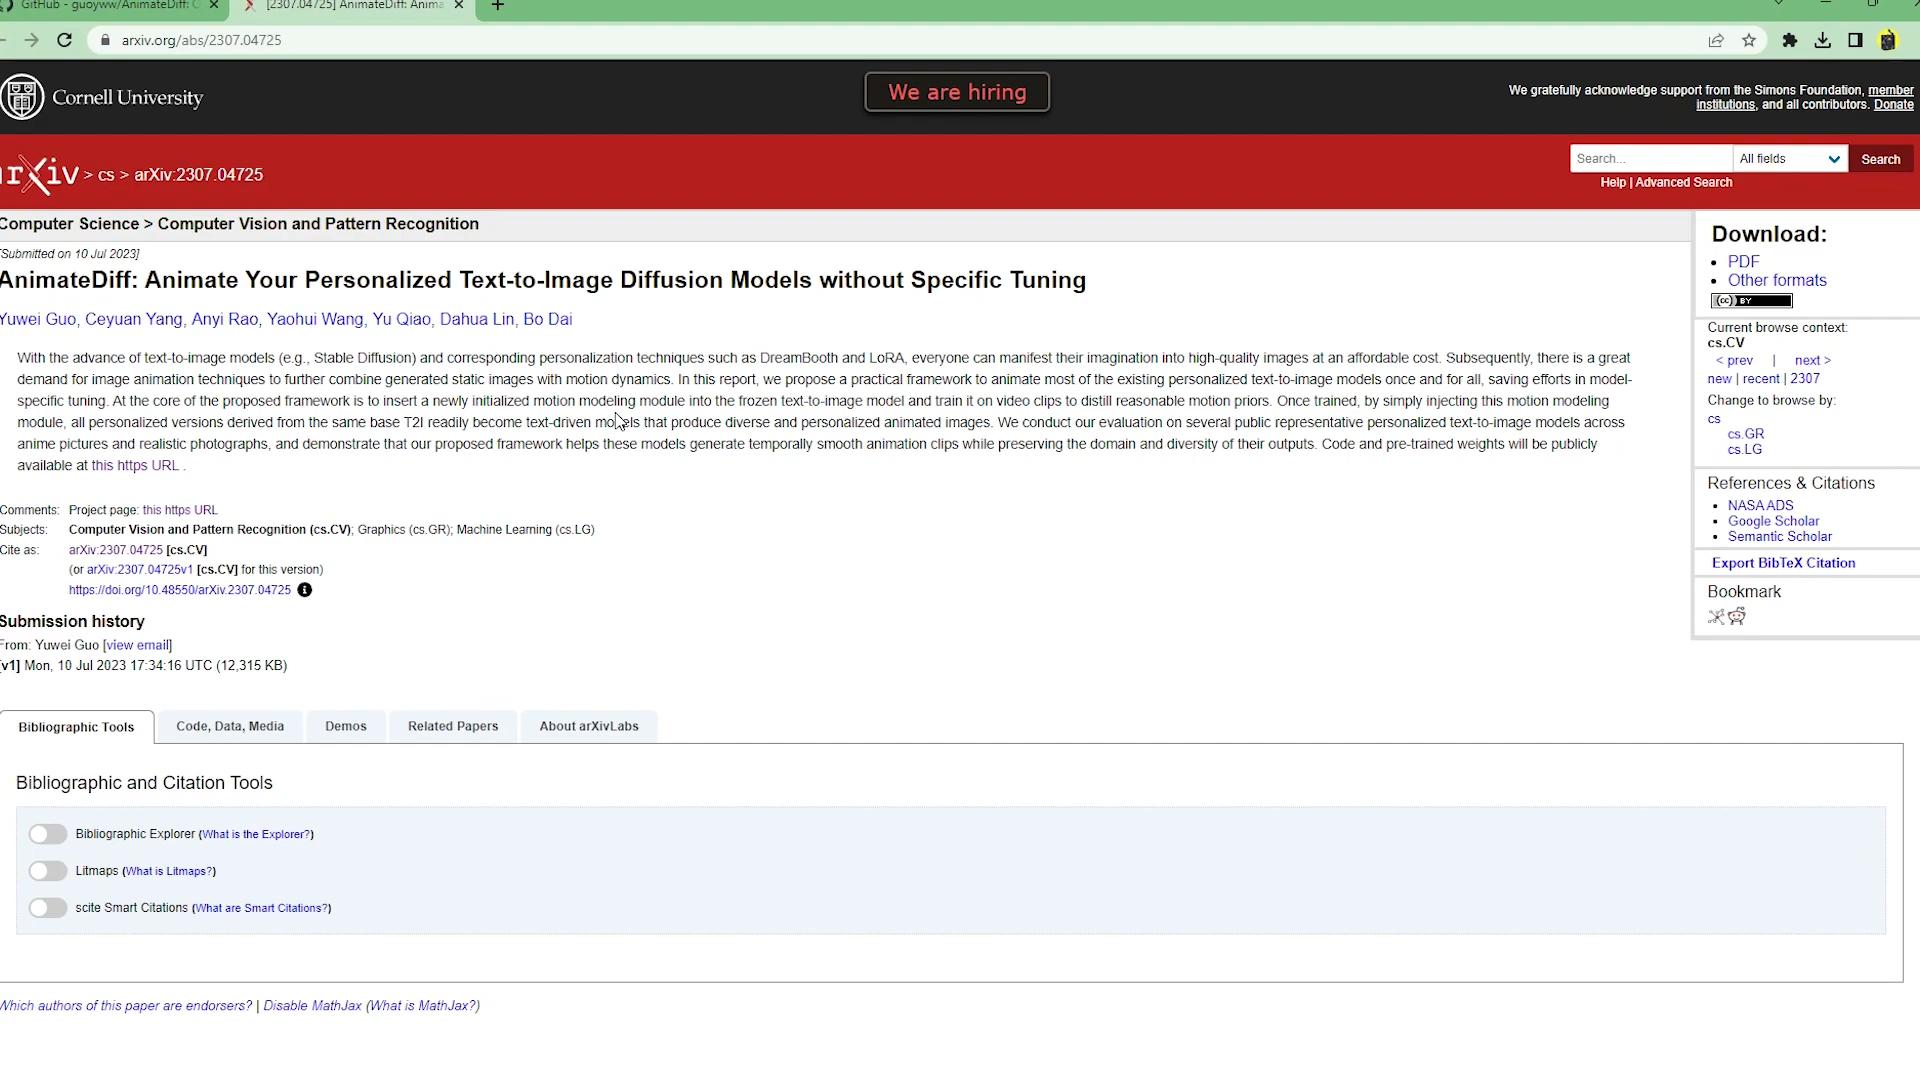 GitHub - guoyww/AnimateDiff:
[2307.04725] AnimateDiff: Anima
arxiv.org/abs/2307.04725
Cornell University
We are hiring
We gratefully acknowledge support from the Simons Foundation, member
institutions, and all contributors. Donate
arXiv > cs > arXiv:2307.04725
Search...
All fields
Search
Help | Advanced Search
Computer Science > Computer Vision and Pattern Recognition
[Submitted on 10 Jul 2023]
AnimateDiff: Animate Your Personalized Text-to-Image Diffusion Models without Specific Tuning
Yuwei Guo, Ceyuan Yang, Anyi Rao, Yaohui Wang, Yu Qiao, Dahua Lin, Bo Dai
With the advance of text-to-image models (e.g., Stable Diffusion) and corresponding personalization techniques such as DreamBooth and LoRA, everyone can manifest their imagination into high-quality images at an affordable cost. Subsequently, there is a great
demand for image animation techniques to further combine generated static images with motion dynamics. In this report, we propose a practical framework to animate most of the existing personalized text-to-image models once and for all, saving efforts in model-
specific tuning. At the core of the proposed framework is to insert a newly initialized motion modeling module into the frozen text-to-image model and train it on video clips to distill reasonable motion priors. Once trained, by simply injecting this motion modeling
module, all personalized versions derived from the same base T2I readily become text-driven models that produce diverse and personalized animated images. We conduct our evaluation on several public representative personalized text-to-image models across
anime pictures and realistic photographs, and demonstrate that our proposed framework helps these models generate temporally smooth animation clips while preserving the domain and diversity of their outputs. Code and pre-trained weights will be publicly
available at this https URL .
Comments: Project page: this https URL
Subjects: Computer Vision and Pattern Recognition (cs.CV); Graphics (cs.GR); Machine Learning (cs.LG)
Cite as: arXiv:2307.04725 [cs.CV]
(or arXiv:2307.04725v1 [cs.CV] for this version)
https://doi.org/10.48550/arXiv.2307.04725
Submission history
From: Yuwei Guo [view email]
[v1] Mon, 10 Jul 2023 17:34:16 UTC (12,315 KB)
Bibliographic Tools
Code, Data, Media
Demos
Related Papers
About arXivLabs
Bibliographic and Citation Tools
Bibliographic Explorer (What is the Explorer?)
Litmaps (What is Litmaps?)
scite Smart Citations (What are Smart Citations?)
Which authors of this paper are endorsers? | Disable MathJax (What is MathJax?)
Download:
PDF
Other formats
(cc) BY
Current browse context:
cs.CV
< prev | next >
new | recent | 2307
Change to browse by:
cs
cs.GR
cs.LG
References & Citations
NASA ADS
Google Scholar
Semantic Scholar
Export BibTeX Citation
Bookmark